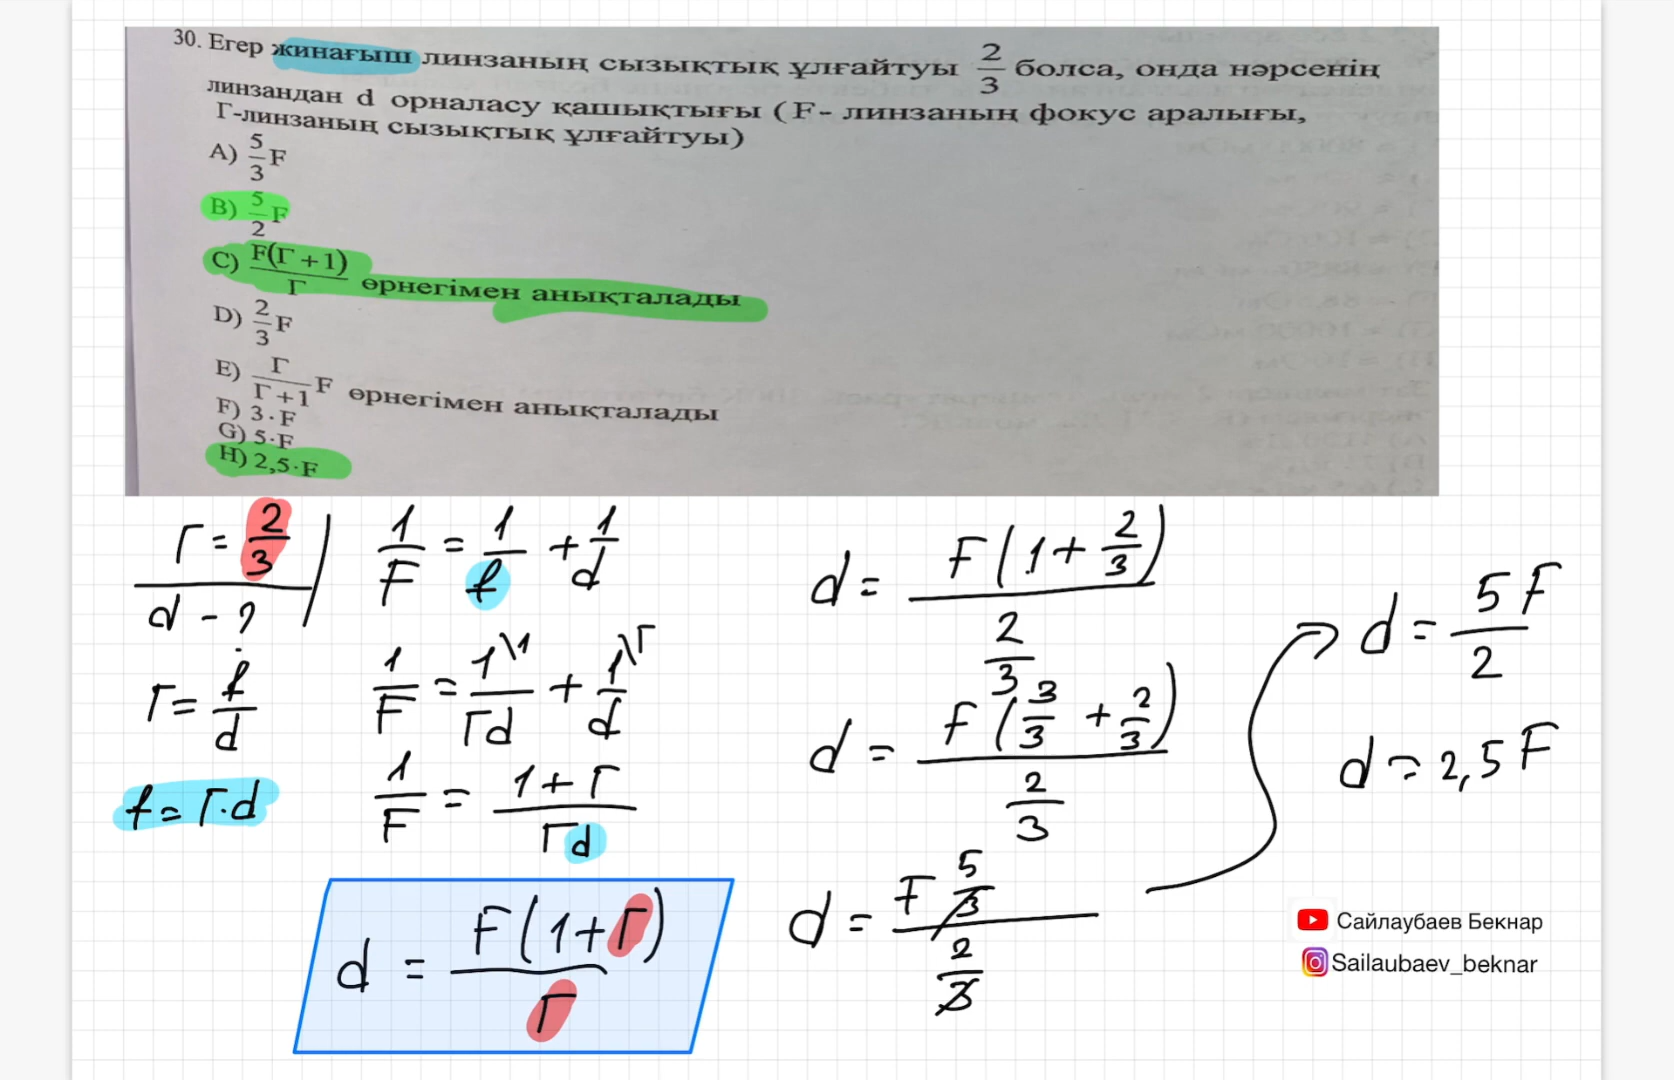 30. Егер жинағыш линзаның сызықтық ұлғайтуы 2/3 болса, онда нәрсенің
линзандан d орналасу қашықтығы ( F- линзаның фокус аралығы,
Г-линзаның сызықтық ұлғайтуы)
A) 5/3 F
B) 5/2 F
C) F(Г+1)/Г өрнегімен анықталады
D) 2/3 F
E) Г/Г+1 F өрнегімен анықталады
F) 3·F
G) 5·F
H) 2,5·F
Г = 2/3
d - ?
Г = f/d
f = Г·d
1/F = 1/f + 1/d
1/F = 1\1/Гd + 1\Г/d
1/F = 1+Г/Гd
d = F(1+Г)/Г
d = F(1+2/3)/2/3
d = F(3/3+2/3)/2/3
d = F 5/3/2/3
d = 5F/2
d = 2,5F
Сайлаубаев Бекнар
Sailaubaev_beknar